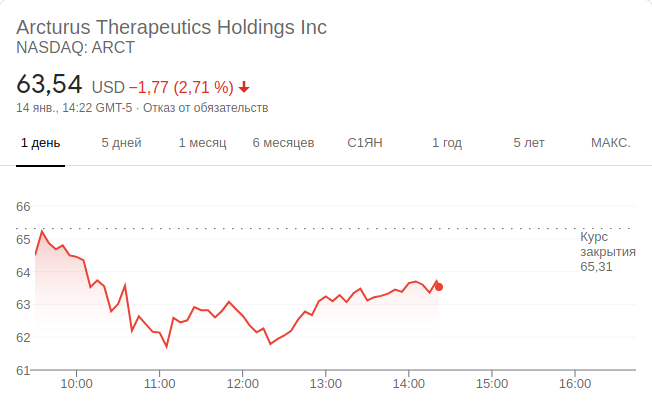 Arcturus Therapeutics Holdings Inc
NASDAQ: ARCT
63,54 USD −1,77 (2,71 %)
14 янв., 14:22 GMT-5 · Отказ от обязательств
1 день 5 дней 1 месяц 6 месяцев С1ЯН 1 год 5 лет МАКС.
66
65
64
63
62
61
Курс
закрытия
65,31
10:00 11:00 12:00 13:00 14:00 15:00 16:00